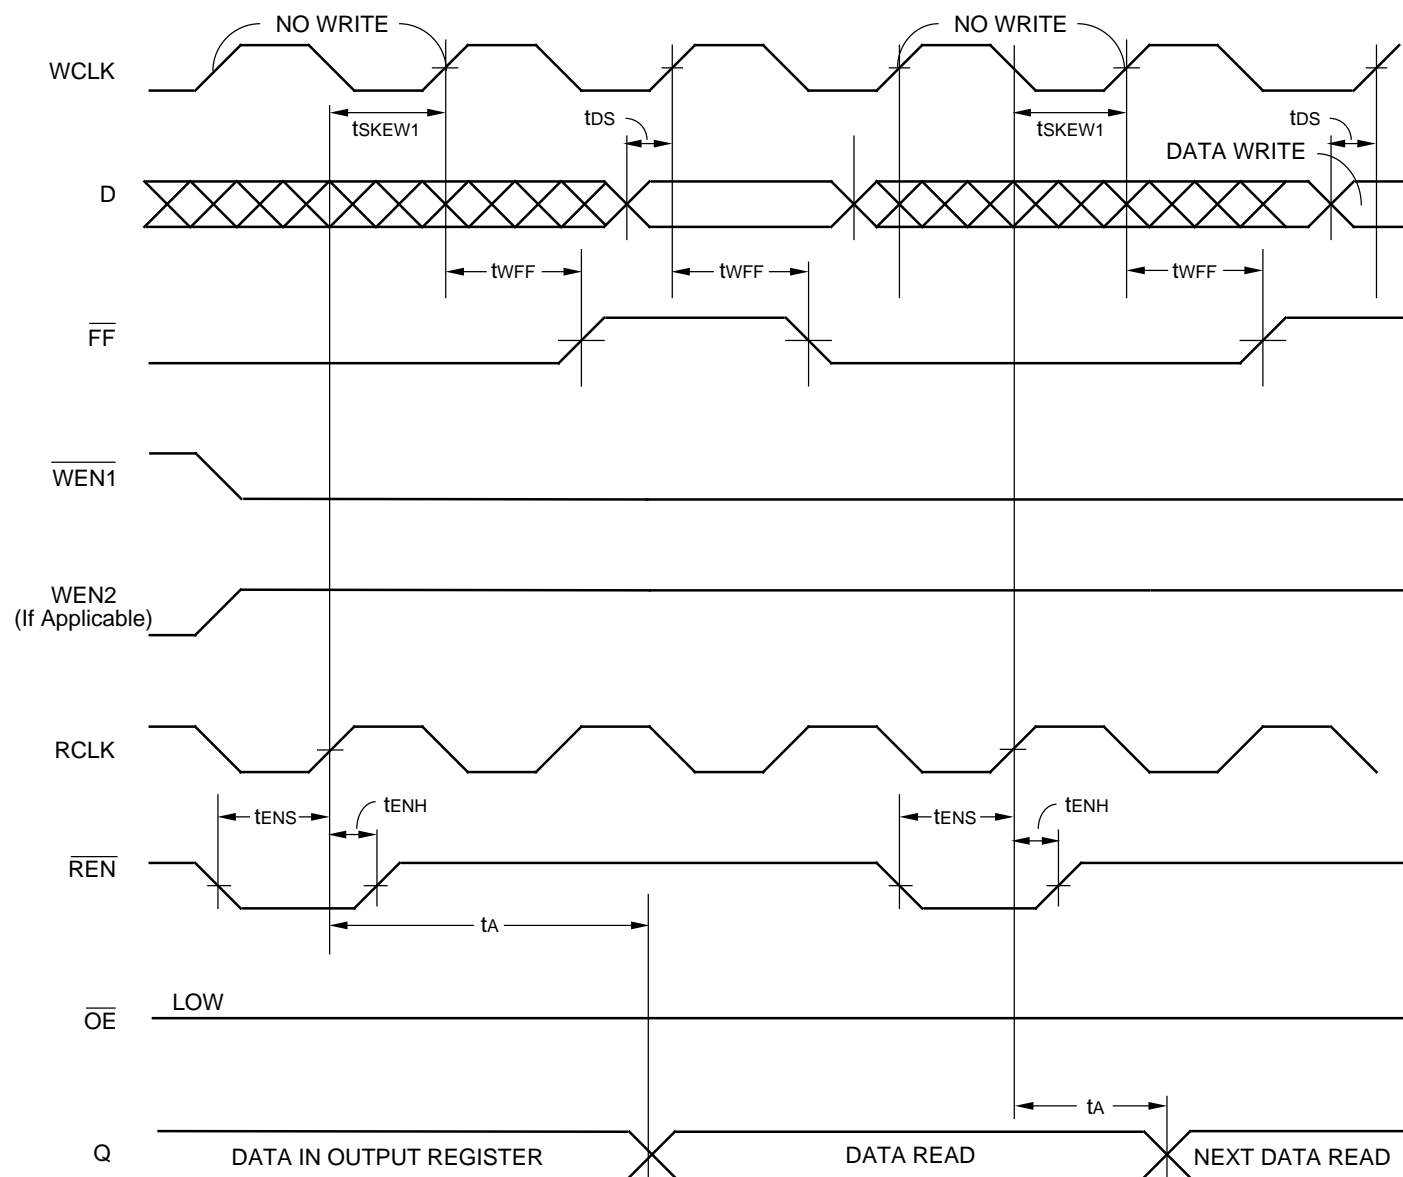 NO WRITE
NO WRITE
WCLK
tSKEW1
tDS
tSKEW1
tDS
DATA WRITE
D
tWFF
tWFF
tWFF
FF
WEN1
WEN2
(If Applicable)
RCLK
tENS
tENH
tENS
tENH
REN
tA
LOW
OE
tA
Q
DATA IN OUTPUT REGISTER
DATA READ
NEXT DATA READ